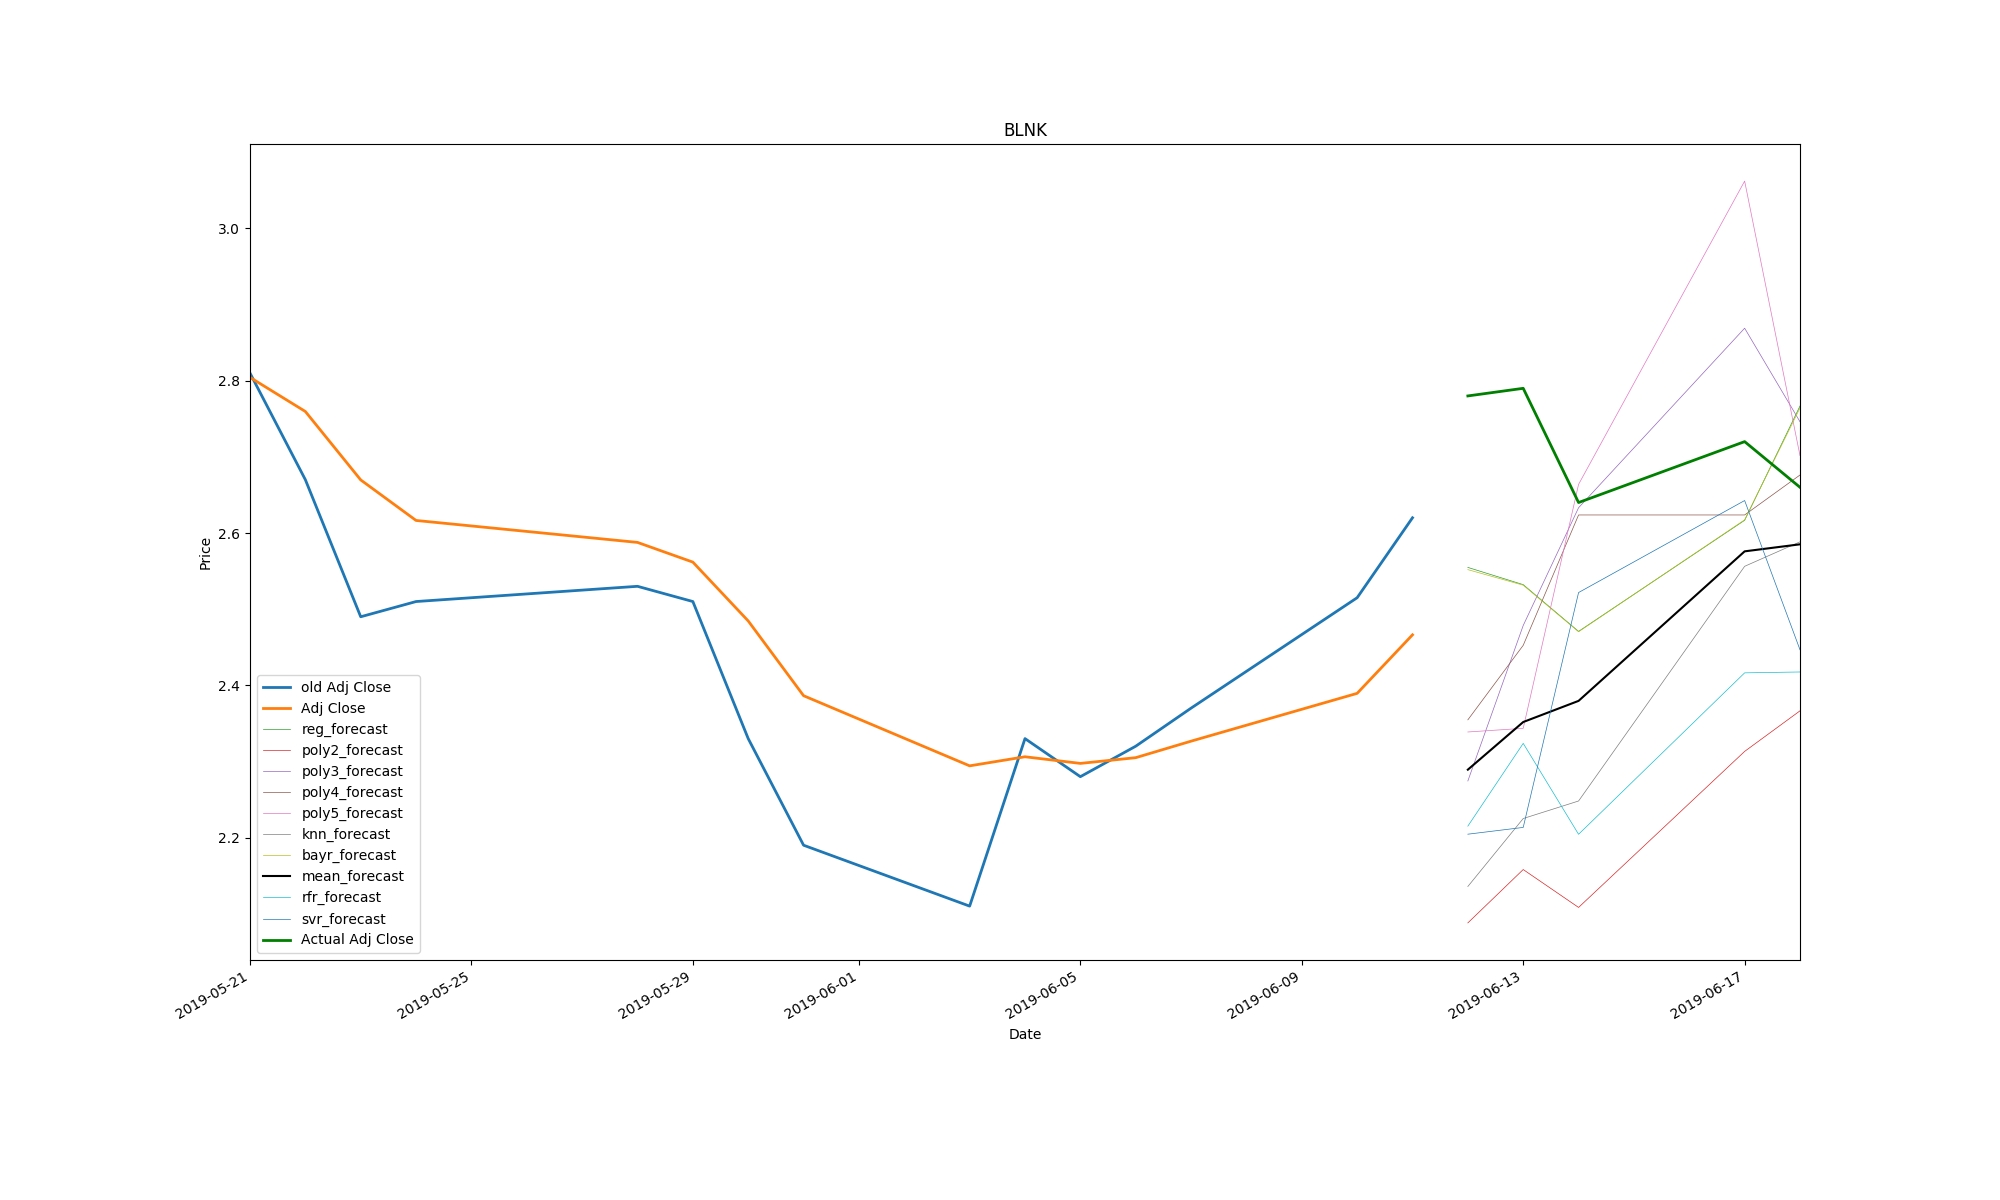 BLNK
3.0
2.8
2.6
2.4
2.2
Price
old Adj Close
Adj Close
reg_forecast
poly2_forecast
poly3_forecast
poly4_forecast
poly5_forecast
knn_forecast
bayr_forecast
mean_forecast
rfr_forecast
svr_forecast
Actual Adj Close
2019-05-21
2019-05-25
2019-05-29
2019-06-01
2019-06-05
2019-06-09
2019-06-13
2019-06-17
Date